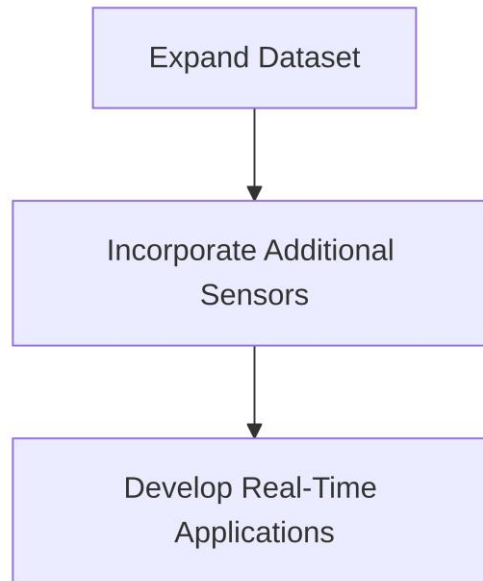 Expand Dataset
Incorporate Additional
Sensors
Develop Real-Time
Applications